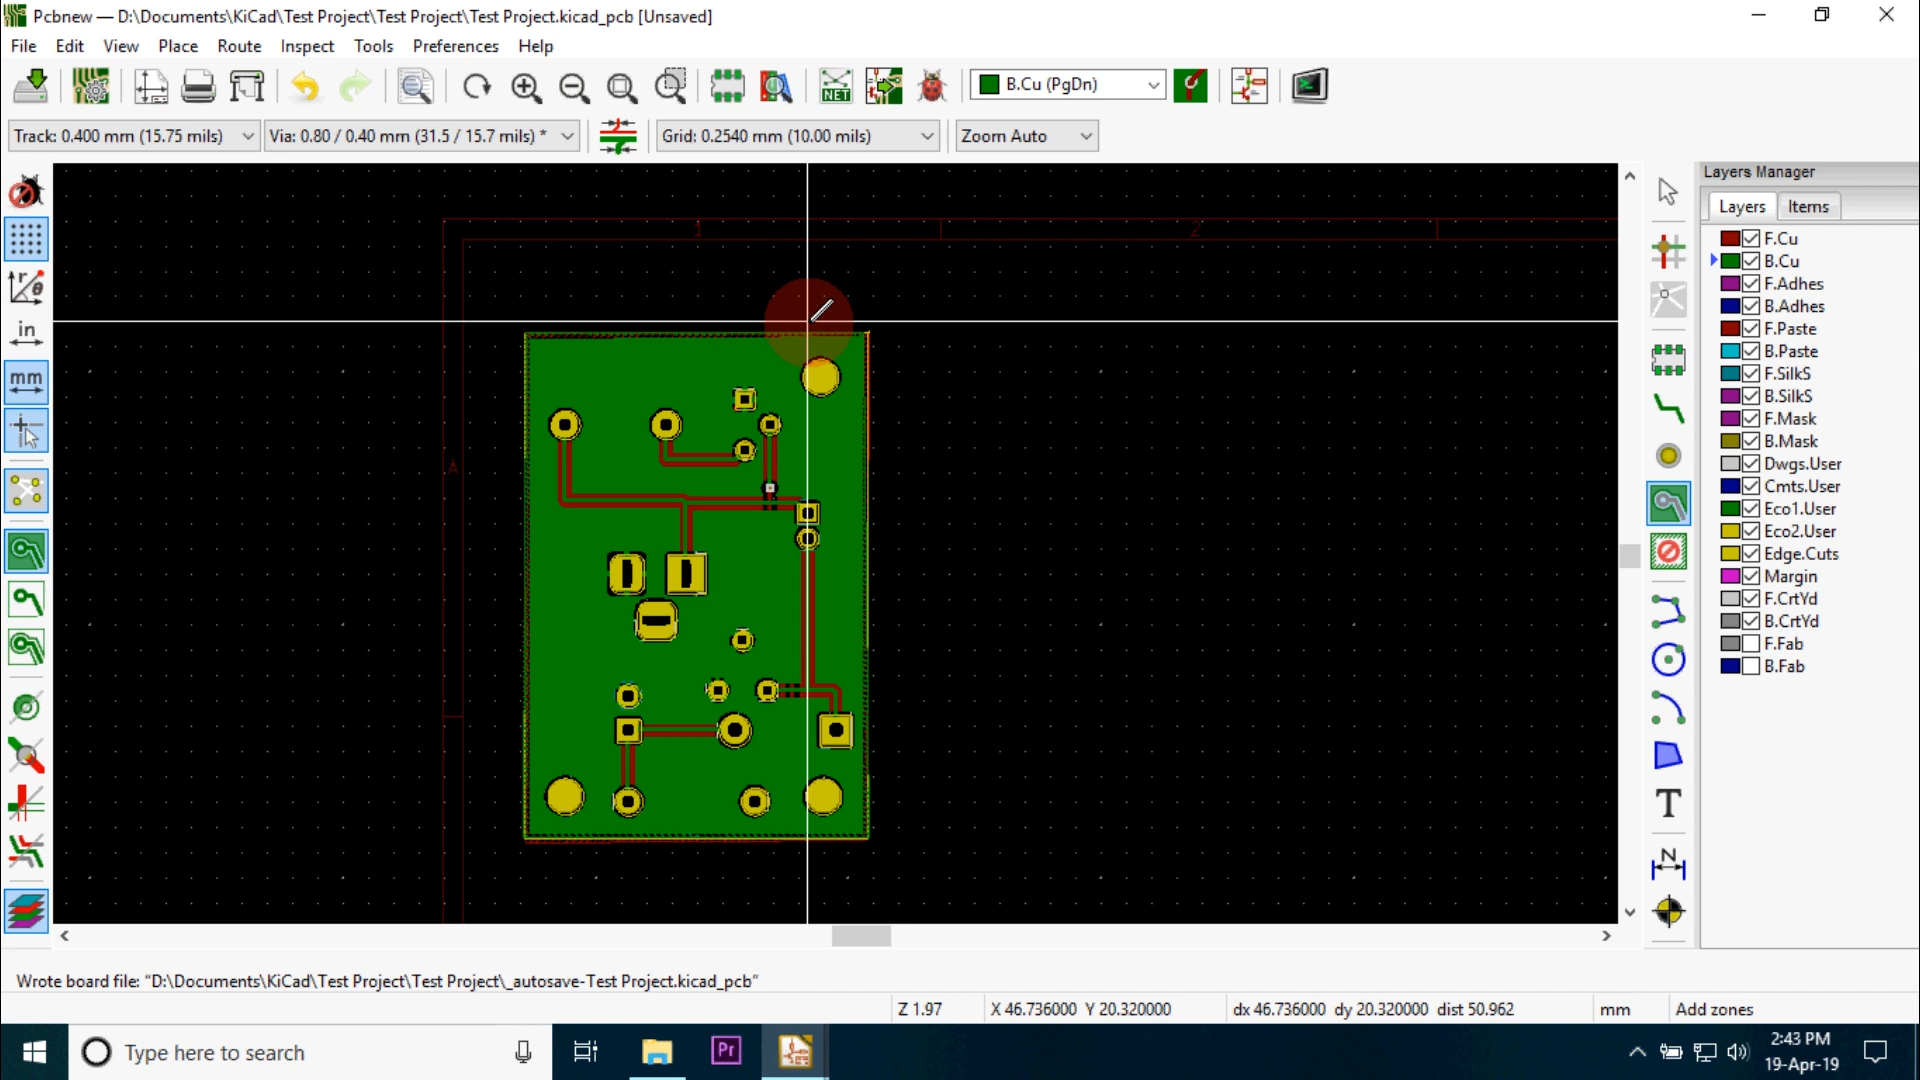 Pcbnew — D:\Documents\KiCad\Test Project\Test Project\Test Project.kicad_pcb [Unsaved]
File Edit View Place Route Inspect Tools Preferences Help
NET
B.Cu (PgDn)
Track: 0.400 mm (15.75 mils)
Via: 0.80 / 0.40 mm (31.5 / 15.7 mils) *
Grid: 0.2540 mm (10.00 mils)
Zoom Auto
Layers Manager
Layers Items
F.Cu
B.Cu
F.Adhes
B.Adhes
F.Paste
B.Paste
F.SilkS
B.SilkS
F.Mask
B.Mask
Dwgs.User
Cmts.User
Eco1.User
Eco2.User
Edge.Cuts
Margin
F.CrtYd
B.CrtYd
F.Fab
B.Fab
in
mm
1
2
A
T
N
Wrote board file: "D:\Documents\KiCad\Test Project\Test Project\_autosave-Test Project.kicad_pcb"
Z 1.97
X 46.736000 Y 20.320000
dx 46.736000 dy 20.320000 dist 50.962
mm
Add zones
Type here to search
Pr
2:43 PM
19-Apr-19